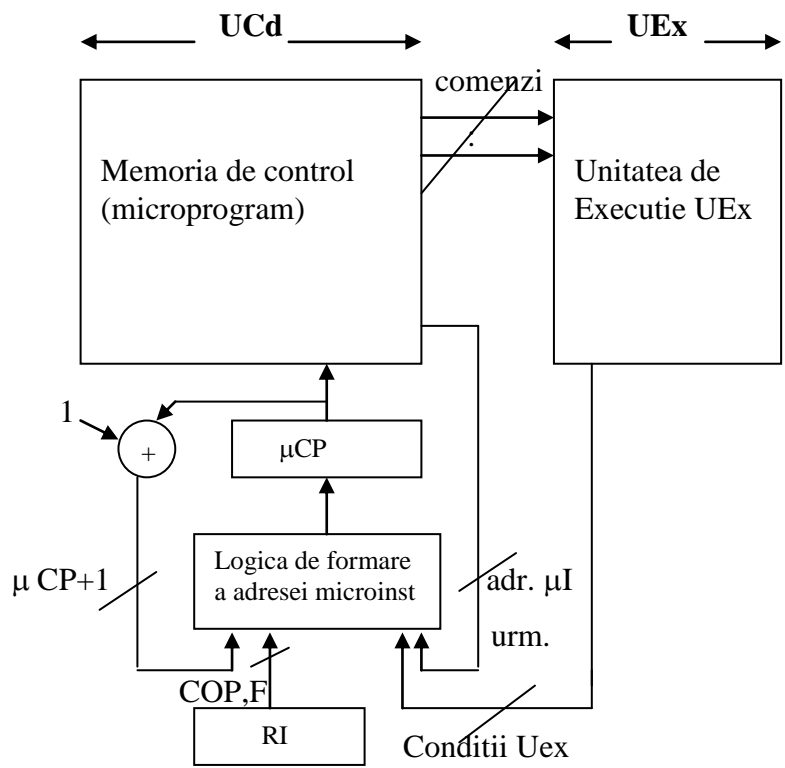 UCd
UEx
comenzi
:
Memoria de control
(microprogram)
Unitatea de
Executie UEx
1
+
μCP
Logica de formare
a adresei microinst
μ CP+1
adr. μI
urm.
COP,F
RI
Conditii Uex